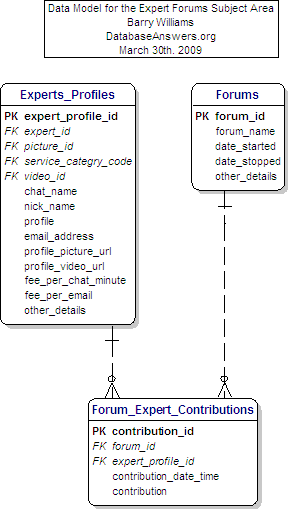 Data Model for the Expert Forums Subject Area
Barry Williams
DatabaseAnswers.org
March 30th. 2009
Experts_Profiles
PK expert_profile_id
FK expert_id
FK picture_id
FK service_categry_code
FK video_id
chat_name
nick_name
profile
email_address
profile_picture_url
profile_video_url
fee_per_chat_minute
fee_per_email
other_details
Forums
PK forum_id
forum_name
date_started
date_stopped
other_details
Forum_Expert_Contributions
PK contribution_id
FK forum_id
FK expert_profile_id
contribution_date_time
contribution